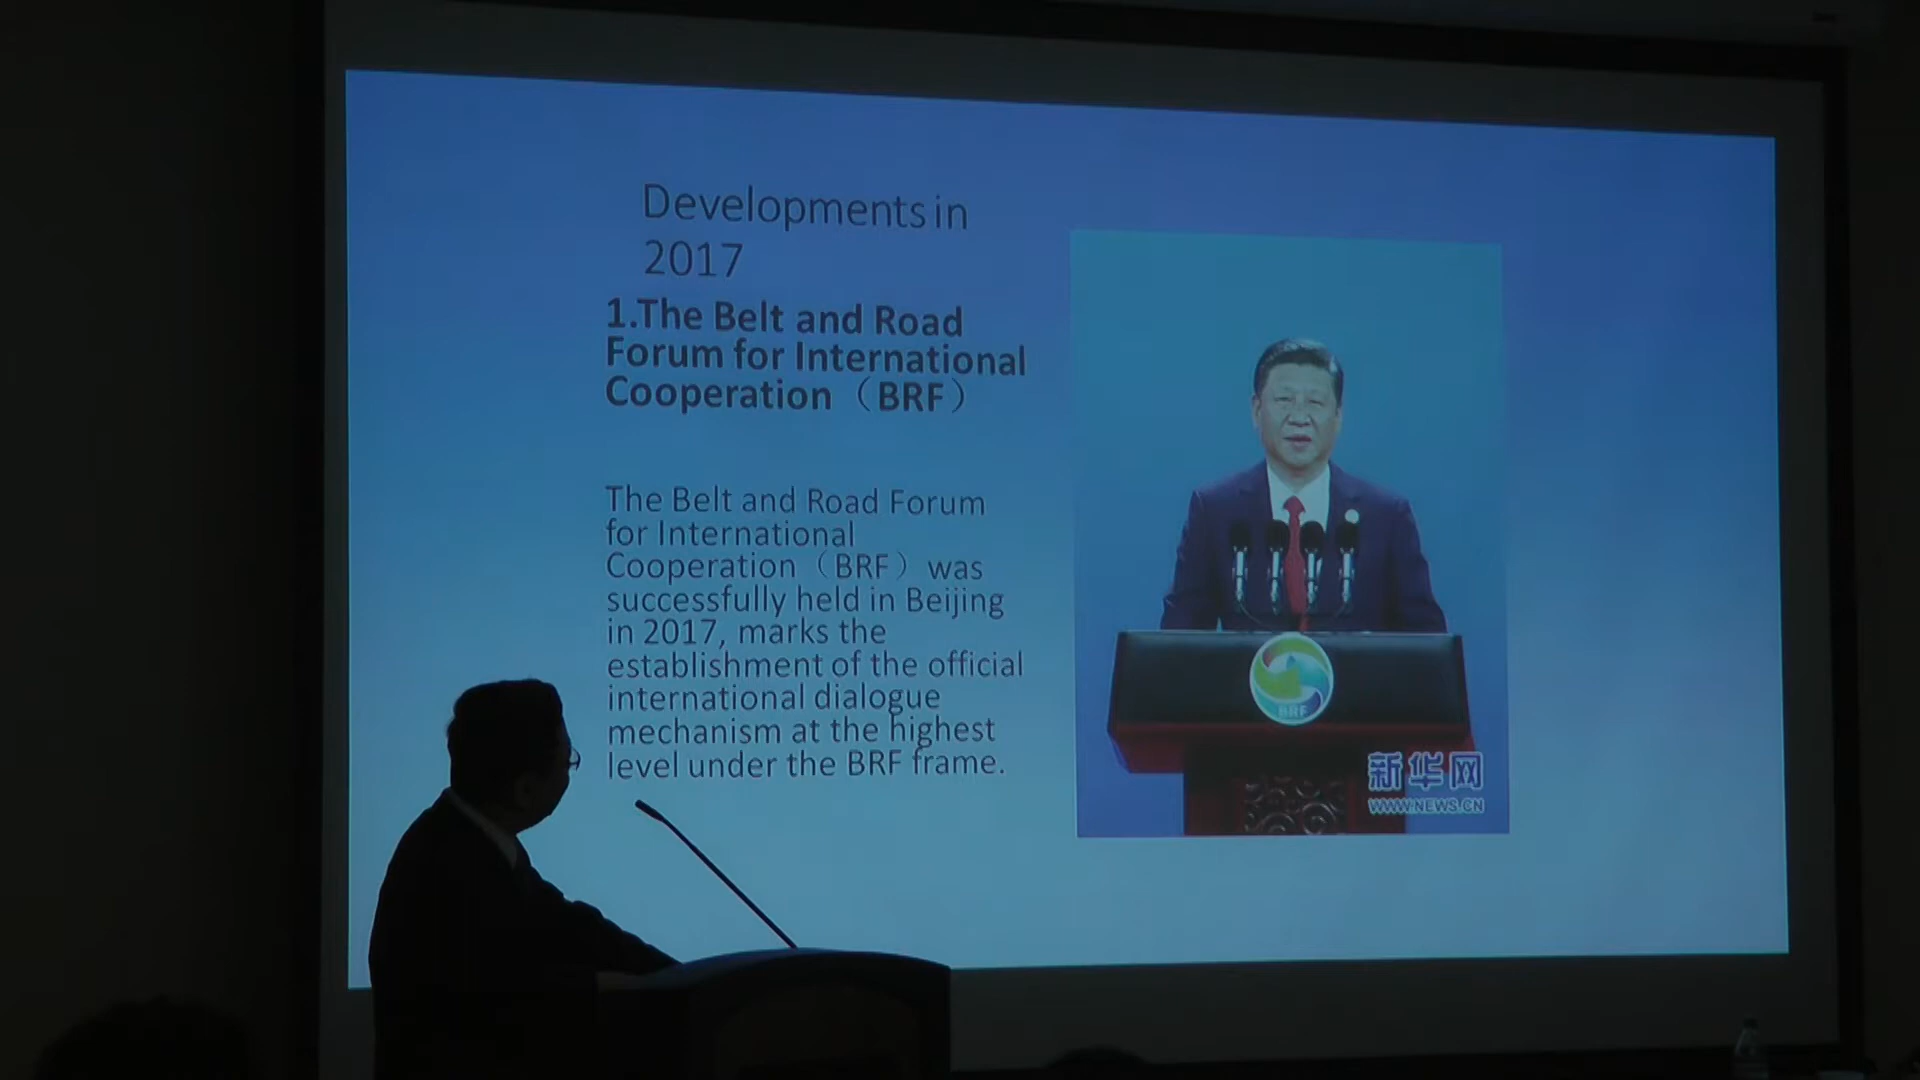 Developments in
2017
1.The Belt and Road
Forum for International
Cooperation（BRF）
The Belt and Road Forum
for International
Cooperation（BRF）was
successfully held in Beijing
in 2017, marks the
establishment of the official
international dialogue
mechanism at the highest
level under the BRF frame.
BRF
新华网
WWW.NEWS.CN